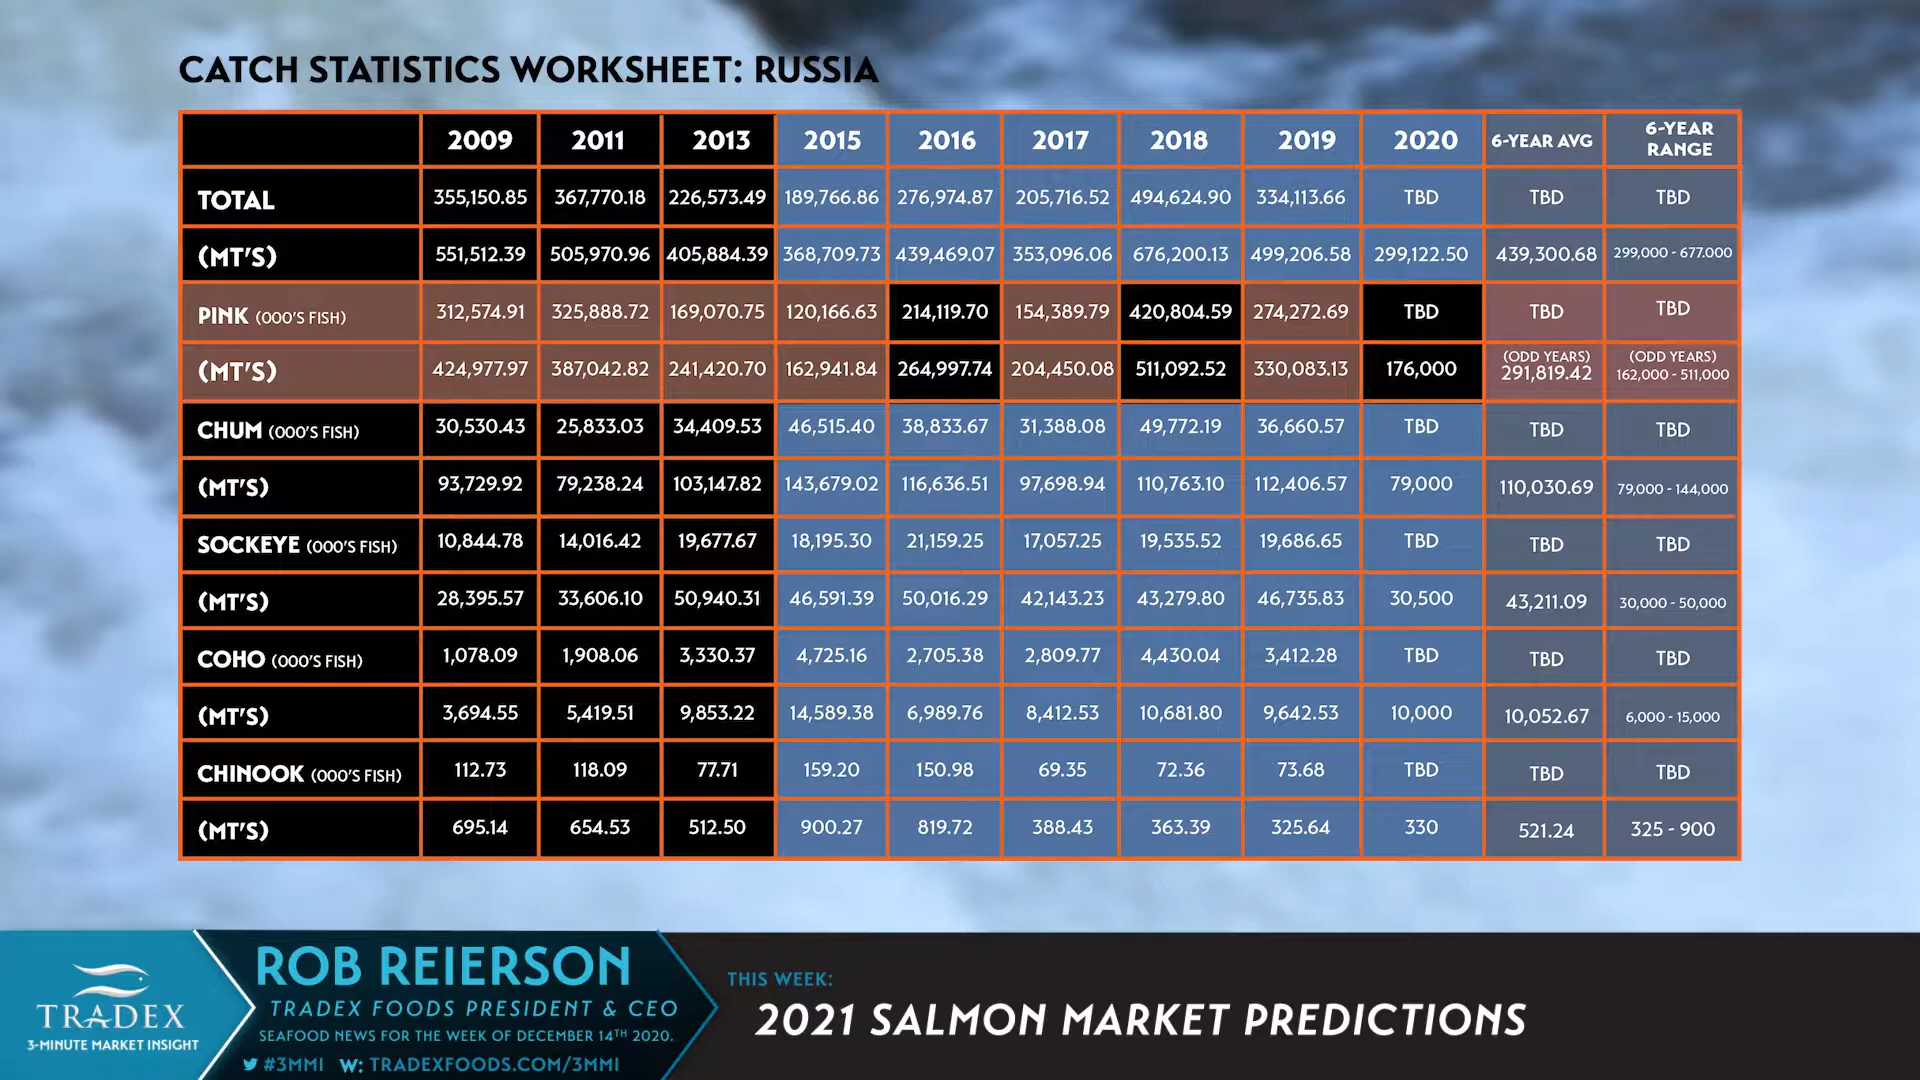 CATCH STATISTICS WORKSHEET: RUSSIA
2009 2011 2013 2015 2016 2017 2018 2019 2020 6-YEAR AVG 6-YEAR RANGE
TOTAL 355,150.85 367,770.18 226,573.49 189,766.86 276,974.87 205,716.52 494,624.90 334,113.66 TBD TBD TBD
(MT'S) 551,512.39 505,970.96 405,884.39 368,709.73 439,469.07 353,096.06 676,200.13 499,206.58 299,122.50 439,300.68 299,000 - 677.000
PINK (000'S FISH) 312,574.91 325,888.72 169,070.75 120,166.63 214,119.70 154,389.79 420,804.59 274,272.69 TBD TBD TBD
(MT'S) 424,977.97 387,042.82 241,420.70 162,941.84 264,997.74 204,450.08 511,092.52 330,083.13 176,000 (ODD YEARS) 291,819.42 (ODD YEARS) 162,000 - 511,000
CHUM (000'S FISH) 30,530.43 25,833.03 34,409.53 46,515.40 38,833.67 31,388.08 49,772.19 36,660.57 TBD TBD TBD
(MT'S) 93,729.92 79,238.24 103,147.82 143,679.02 116,636.51 97,698.94 110,763.10 112,406.57 79,000 110,030.69 79,000 - 144,000
SOCKEYE (000'S FISH) 10,844.78 14,016.42 19,677.67 18,195.30 21,159.25 17,057.25 19,535.52 19,686.65 TBD TBD TBD
(MT'S) 28,395.57 33,606.10 50,940.31 46,591.39 50,016.29 42,143.23 43,279.80 46,735.83 30,500 43,211.09 30,000 - 50,000
COHO (000'S FISH) 1,078.09 1,908.06 3,330.37 4,725.16 2,705.38 2,809.77 4,430.04 3,412.28 TBD TBD TBD
(MT'S) 3,694.55 5,419.51 9,853.22 14,589.38 6,989.76 8,412.53 10,681.80 9,642.53 10,000 10,052.67 6,000 - 15,000
CHINOOK (000'S FISH) 112.73 118.09 77.71 159.20 150.98 69.35 72.36 73.68 TBD TBD TBD
(MT'S) 695.14 654.53 512.50 900.27 819.72 388.43 363.39 325.64 330 521.24 325 - 900
TRADEX
3-MINUTE MARKET INSIGHT
ROB REIERSON
TRADEX FOODS PRESIDENT & CEO
SEAFOOD NEWS FOR THE WEEK OF DECEMBER 14TH 2020.
#3MMI W: TRADEXFOODS.COM/3MMI
THIS WEEK:
2021 SALMON MARKET PREDICTIONS